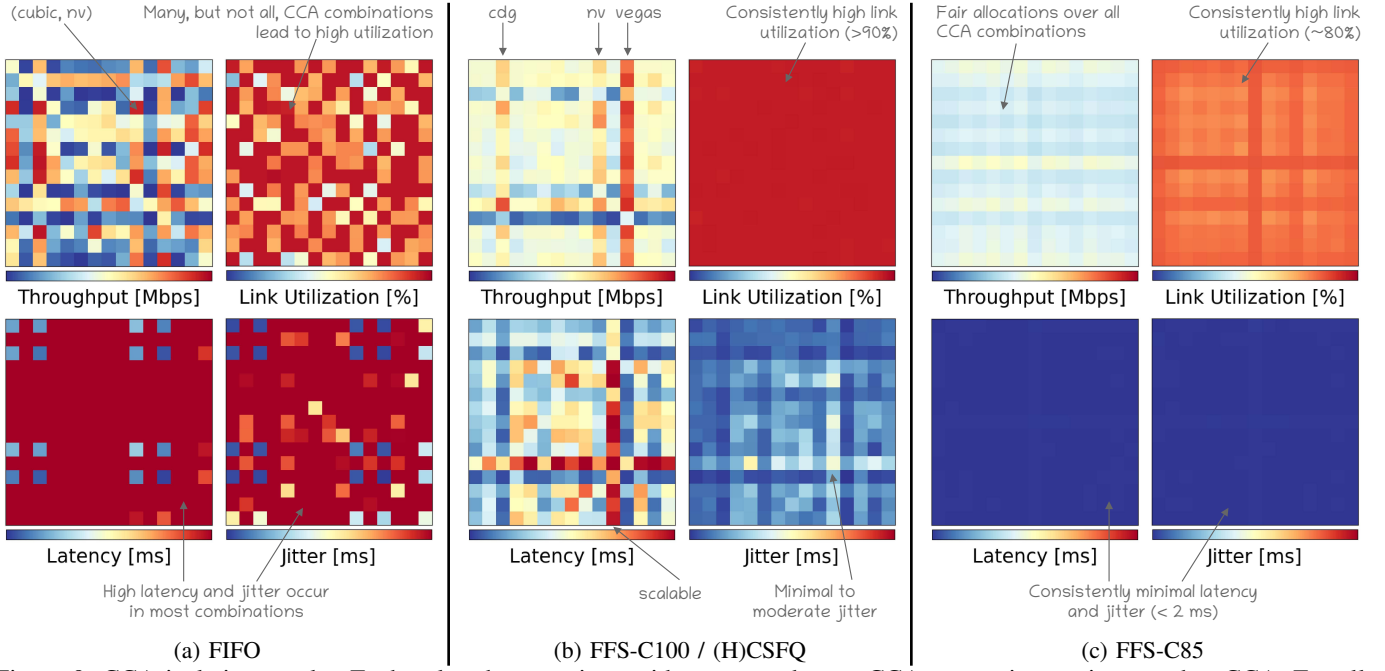 (cubic, nv)
Many, but not all, CCA combinations
lead to high utilization
Throughput [Mbps]
Link Utilization [%]
Latency [ms]
Jitter [ms]
High latency and jitter occur
in most combinations
(a) FIFO
cdg
nv
vegas
Consistently high link
utilization (>90%)
Throughput [Mbps]
Link Utilization [%]
Latency [ms]
Jitter [ms]
scalable
Minimal to
moderate jitter
(b) FFS-C100 / (H)CSFQ
Fair allocations over all
CCA combinations
Consistently high link
utilization (~80%)
Throughput [Mbps]
Link Utilization [%]
Latency [ms]
Jitter [ms]
Consistently minimal latency
and jitter (< 2 ms)
(c) FFS-C85